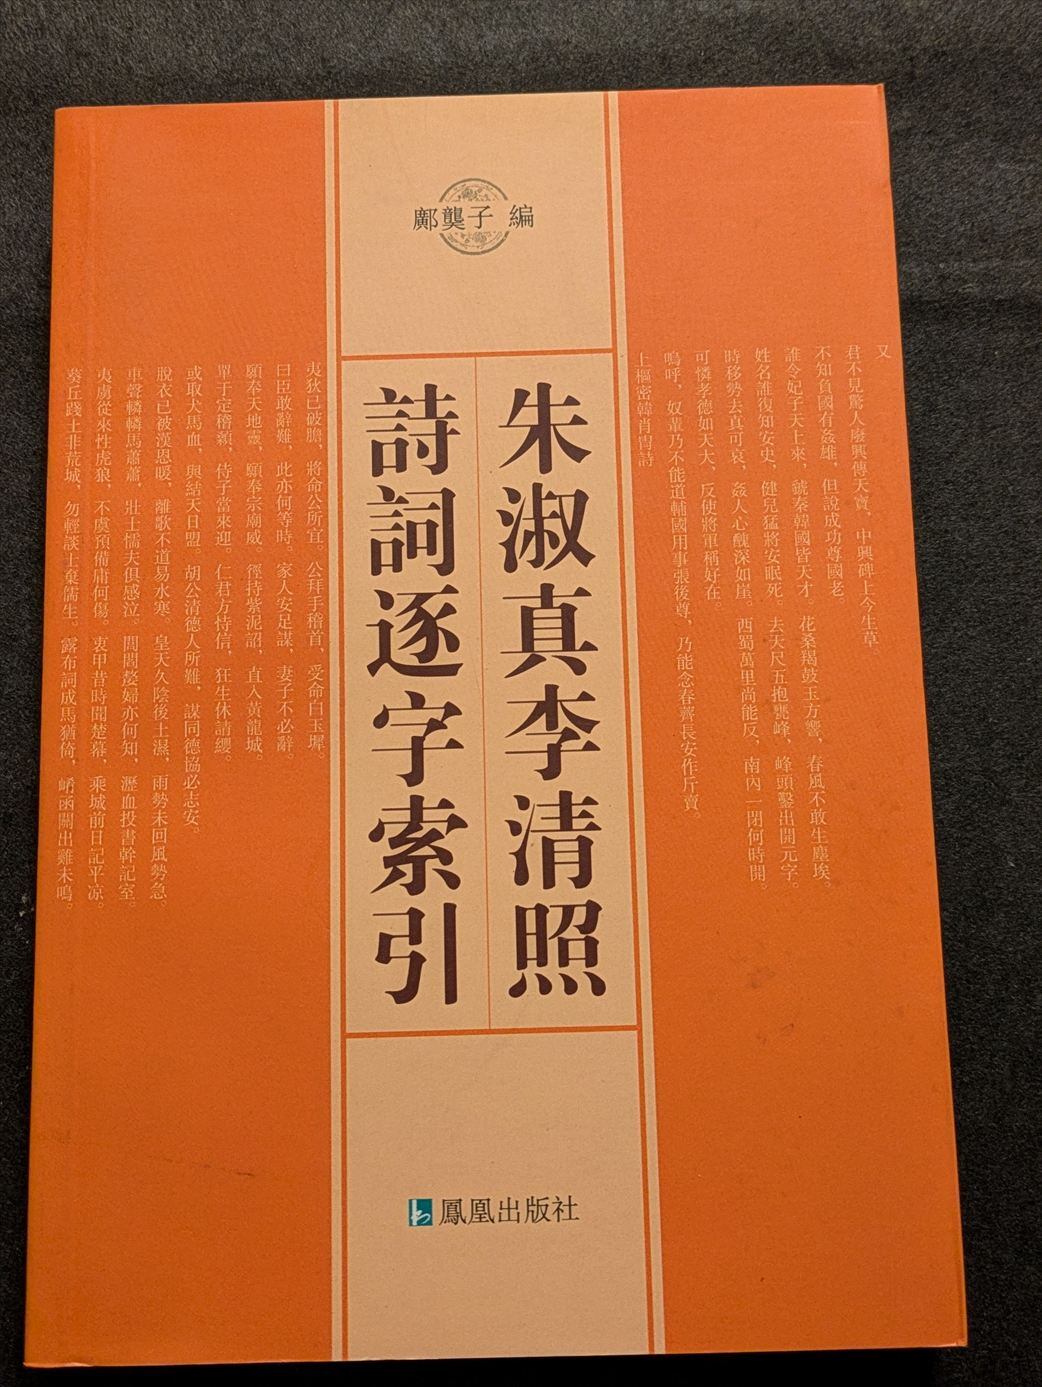 鄺龑子 編
朱淑真李清照
詩詞逐字索引
鳳凰出版社
又
君不見驚人廢興傳天寶，中興碑上今生草。
不知負國有姦雄，但說成功尊國老。
誰令妃子天上來，虢秦韓國皆天才。花桑羯鼓玉方響，春風不敢生塵埃。
姓名誰復知安史，健兒猛將安眠死。去天尺五抱甕峰，峰頭鑿出開元字。
時移勢去真可哀，姦人心醜深如崖。西蜀萬里尚能反，南內一閉何時開。
可憐孝德如天大，反使將軍稱好在。
嗚呼，奴輩乃不能道輔國用事張後尊，乃能念春薺長安作斤賣。
上樞密韓肖冑詩
夷狄已破膽，將命公所宜。公拜手稽首，受命白玉墀。
曰臣敢辭難，此亦何等時。家人安足謀，妻子不必辭。
願奉天地靈，願奉宗廟威。徑持紫泥詔，直入黃龍城。
單于定稽顙，侍子當來迎。仁君方恃信，狂生休請纓。
或取犬馬血，與結天日盟。胡公清德人所難，謀同德協必志安。
脫衣已被漢恩暖，離歌不道易水寒。皇天久陰後土濕，雨勢未回風勢急。
車聲轔轔馬蕭蕭，壯士懦夫俱感泣。閭閻嫠婦亦何知，瀝血投書幹記室。
夷虜從來性虎狼，不虞預備庸何傷。衷甲昔時聞楚幕，乘城前日記平涼。
葵丘踐土非荒城，勿輕談士棄儒生。露布詞成馬猶倚，崤函關出雞未鳴。